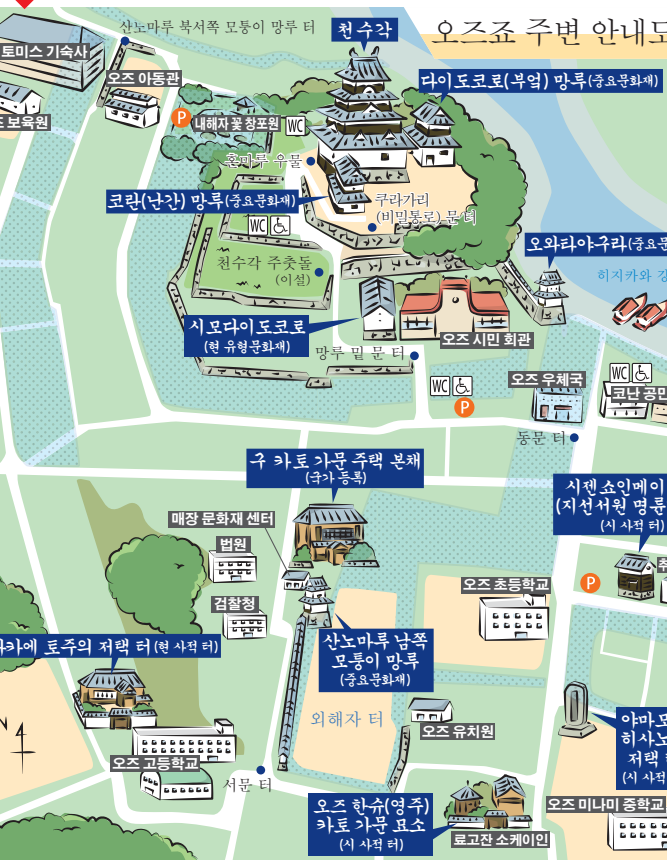 산노마루 북서쪽 모퉁이 망루 터
천수각
오즈죠 주변 안내도
토미스 기숙사
오즈 아동관
다이도코로(부엌) 망루(중요문화재)
보육원
P
내해자 꽃 창포원
WC
혼마루 우물
코란(난간) 망루(중요문화재)
쿠라가리
(비밀통로) 문 터
WC
천수각 주춧돌
(이설)
오와타야구라(중요문
히지카와 강
시모다이도코로
(현 유형문화재)
오즈 시민 회관
망루 밑 문 터
WC
P
오즈 우체국
WC
코난 공민
동문 터
구 카토 가문 주택 본채
(국가 등록)
시젠쇼인메이
(지선서원 명륜
(시 사적 터)
매장 문화재 센터
법원
검찰청
오즈 초등학교
P
산노마루 남쪽
모퉁이 망루
(중요문화재)
카에 토주의 저택 터(현 사적 터)
외해자 터
오즈 유치원
4
오즈 고등학교
서문 터
야마모
히사노
저택
(시 사적
오즈 한슈(영주)
카토 가문 묘소
(시 사적 터)
료고잔 소케이인
오즈 미나미 중학교